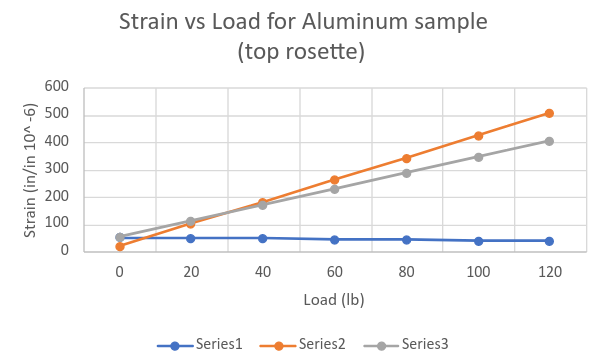 Strain vs Load for Aluminum sample
(top rosette)
Strain (in/in 10^ -6)
600
500
400
300
200
100
0
0 20 40 60 80 100 120
Load (lb)
Series1 Series2 Series3